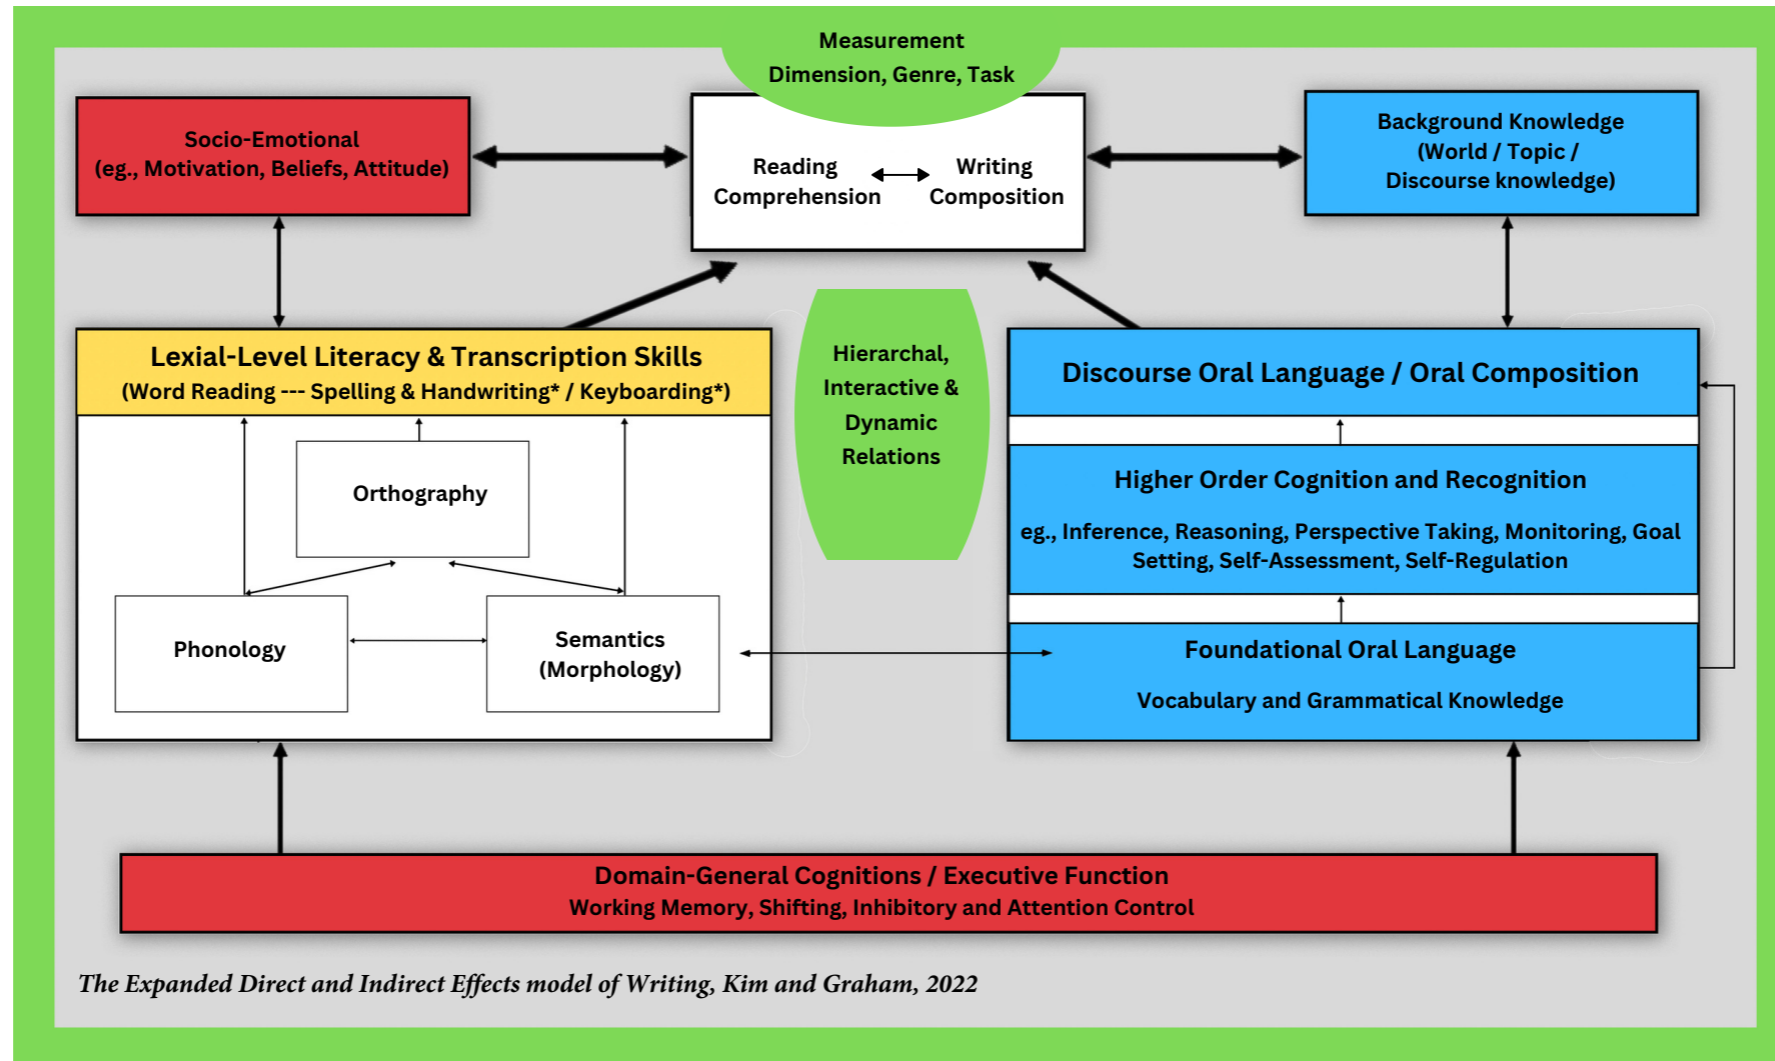 Measurement
Dimension, Genre, Task
Socio-Emotional
(eg., Motivation, Beliefs, Attitude)
Reading
Comprehension
Writing
Composition
Background Knowledge
(World / Topic /
Discourse knowledge)
Lexial-Level Literacy & Transcription Skills
(Word Reading --- Spelling & Handwriting* / Keyboarding*)
Orthography
Phonology
Semantics
(Morphology)
Hierarchal,
Interactive &
Dynamic
Relations
Discourse Oral Language / Oral Composition
Higher Order Cognition and Recognition
eg., Inference, Reasoning, Perspective Taking, Monitoring, Goal
Setting, Self-Assessment, Self-Regulation
Foundational Oral Language
Vocabulary and Grammatical Knowledge
Domain-General Cognitions / Executive Function
Working Memory, Shifting, Inhibitory and Attention Control
The Expanded Direct and Indirect Effects model of Writing, Kim and Graham, 2022